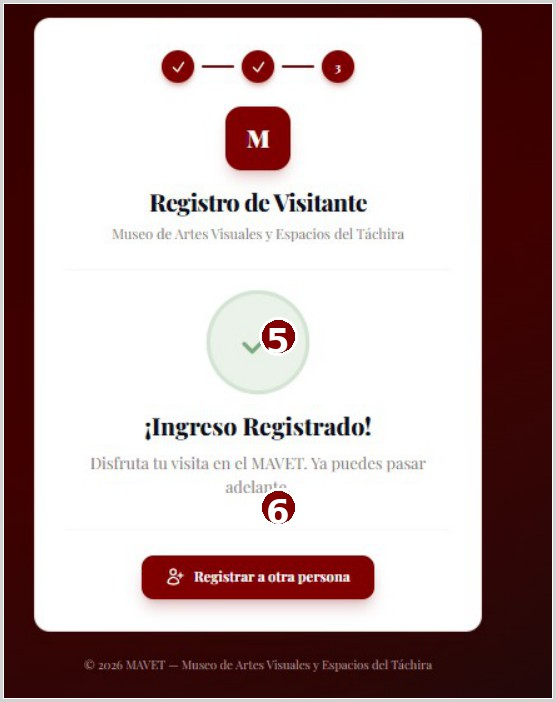 3
M
Registro de Visitante
Museo de Artes Visuales y Espacios del Táchira
5
¡Ingreso Registrado!
Disfruta tu visita en el MAVET. Ya puedes pasar
adelante.
6
Registrar a otra persona
© 2026 MAVET — Museo de Artes Visuales y Espacios del Táchira